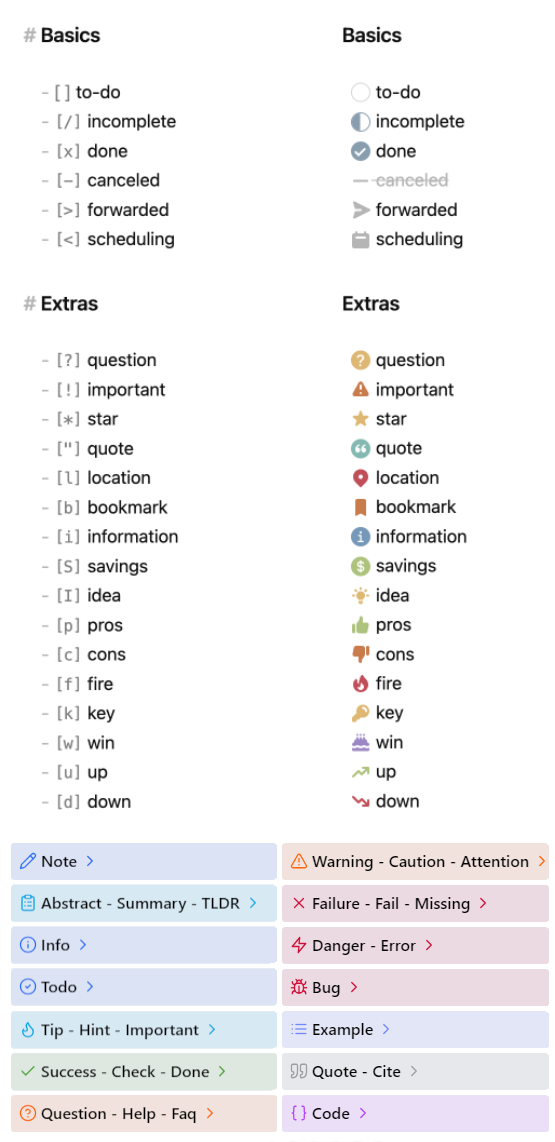 # Basics
- [ ] to-do
- [/] incomplete
- [x] done
- [-] canceled
- [>] forwarded
- [<] scheduling
# Extras
- [?] question
- [!] important
- [*] star
- ["] quote
- [l] location
- [b] bookmark
- [i] information
- [S] savings
- [I] idea
- [p] pros
- [c] cons
- [f] fire
- [k] key
- [w] win
- [u] up
- [d] down
Basics
to-do
incomplete
done
canceled
forwarded
scheduling
Extras
question
important
star
quote
location
bookmark
information
savings
idea
pros
cons
fire
key
win
up
down
Note >
Abstract - Summary - TLDR >
Info >
Todo >
Tip - Hint - Important >
Success - Check - Done >
Question - Help - Faq >
Warning - Caution - Attention >
Failure - Fail - Missing >
Danger - Error >
Bug >
Example >
Quote - Cite >
Code >